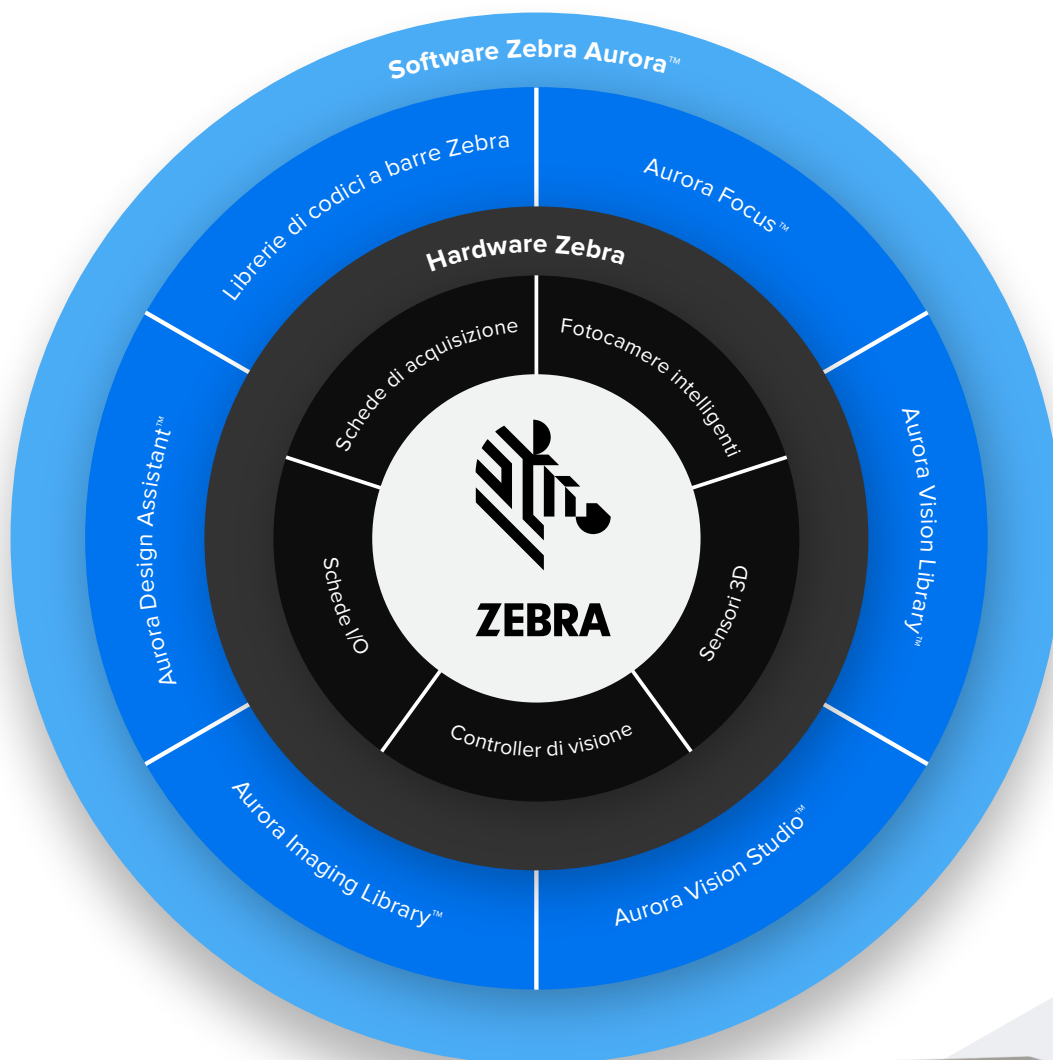 Software Zebra Aurora™
Librerie di codici a barre Zebra
Aurora Focus™
Aurora Vision Library™
Aurora Vision Studio™
Aurora Imaging Library™
Aurora Design Assistant™
Hardware Zebra
Schede di acquisizione
Fotocamere intelligenti
Sensori 3D
Controller di visione
Schede I/O
ZEBRA